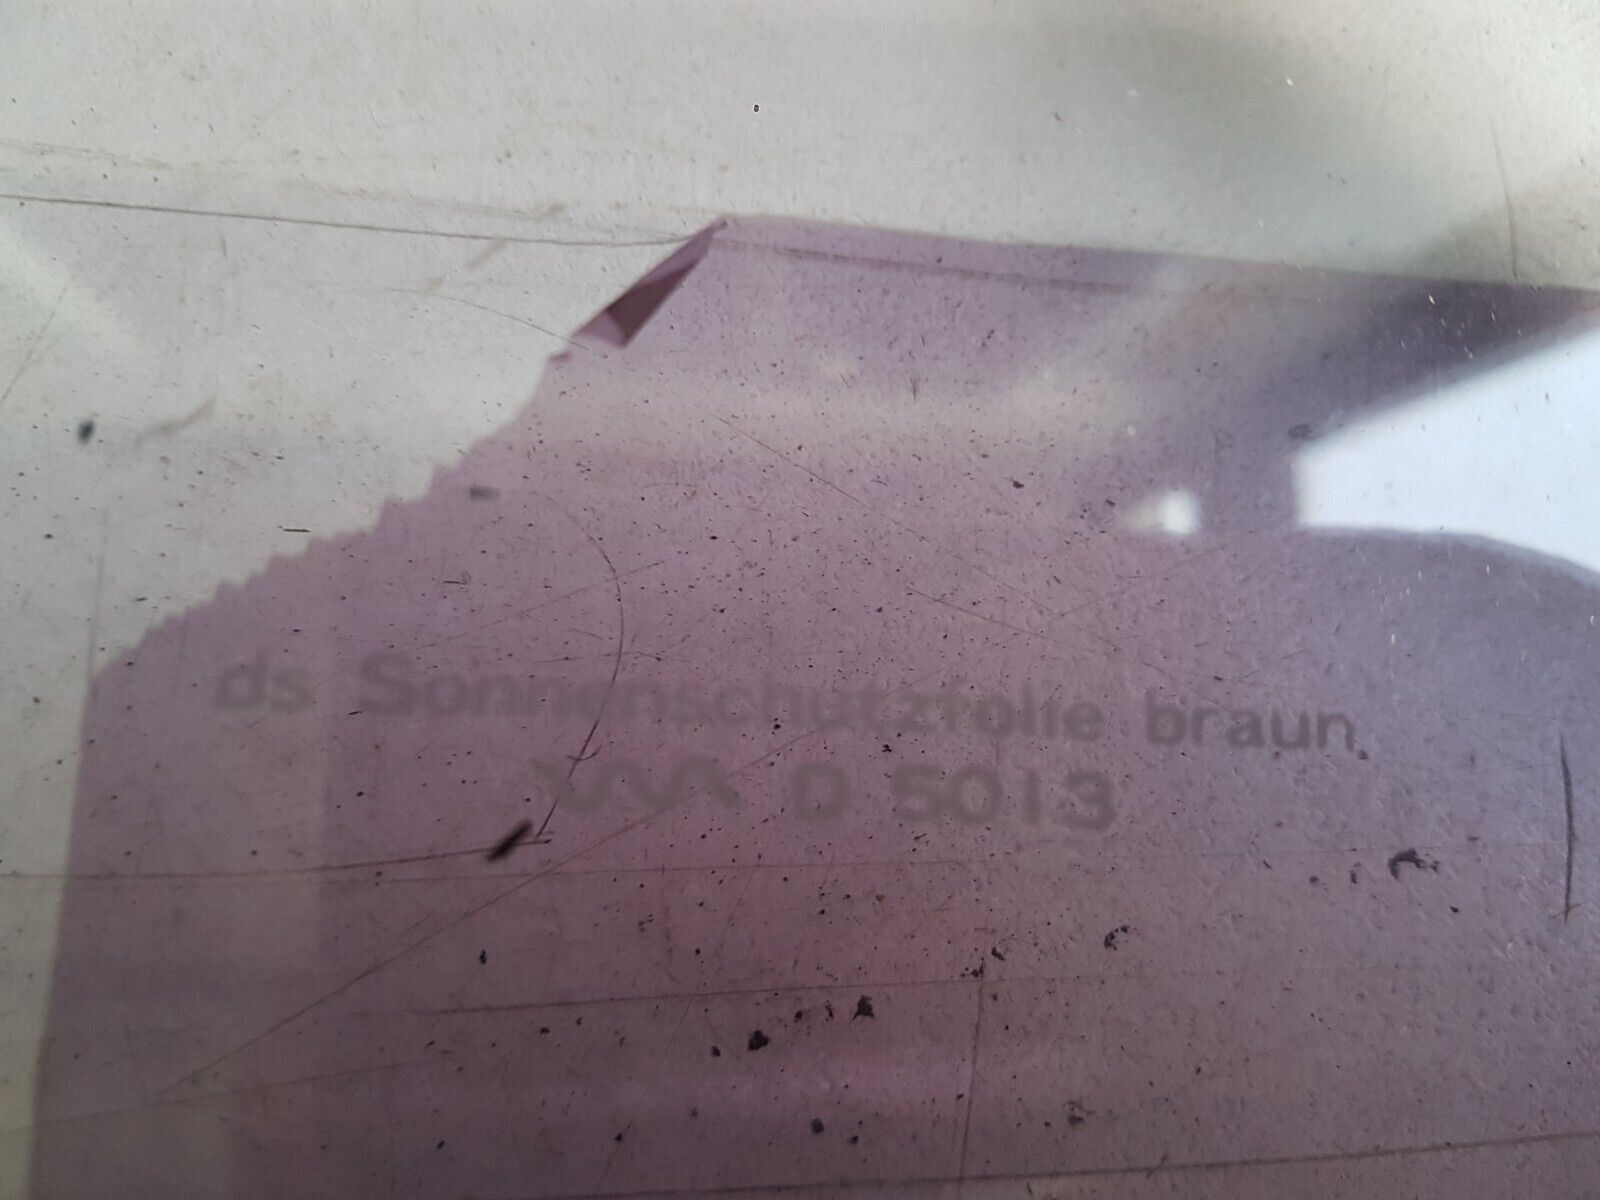 ds Sonnenschutzfolie braun
D 5013